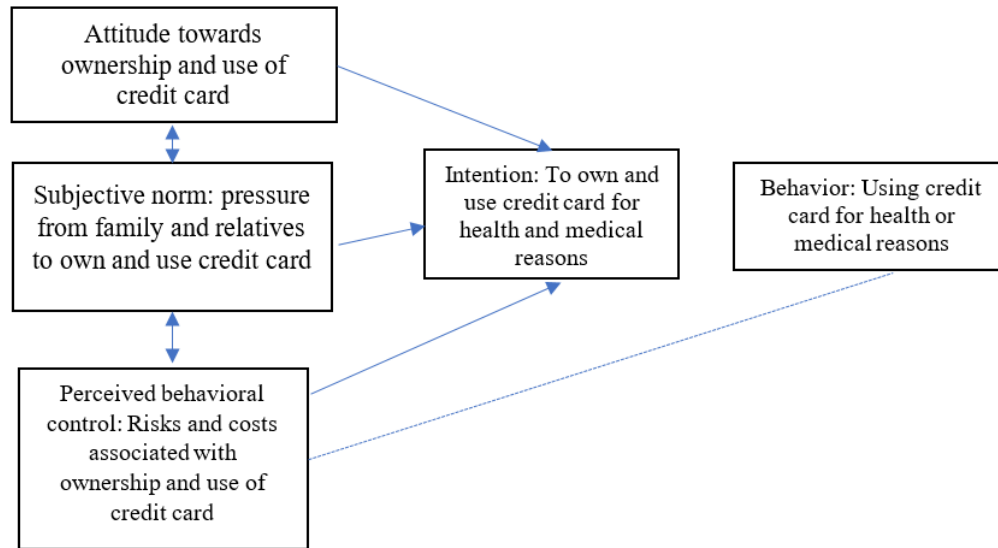 Attitude towards
ownership and use of
credit card
Subjective norm: pressure
from family and relatives
to own and use credit card
Perceived behavioral
control: Risks and costs
associated with
ownership and use of
credit card
Intention: To own and
use credit card for
health and medical
reasons
Behavior: Using credit
card for health or
medical reasons